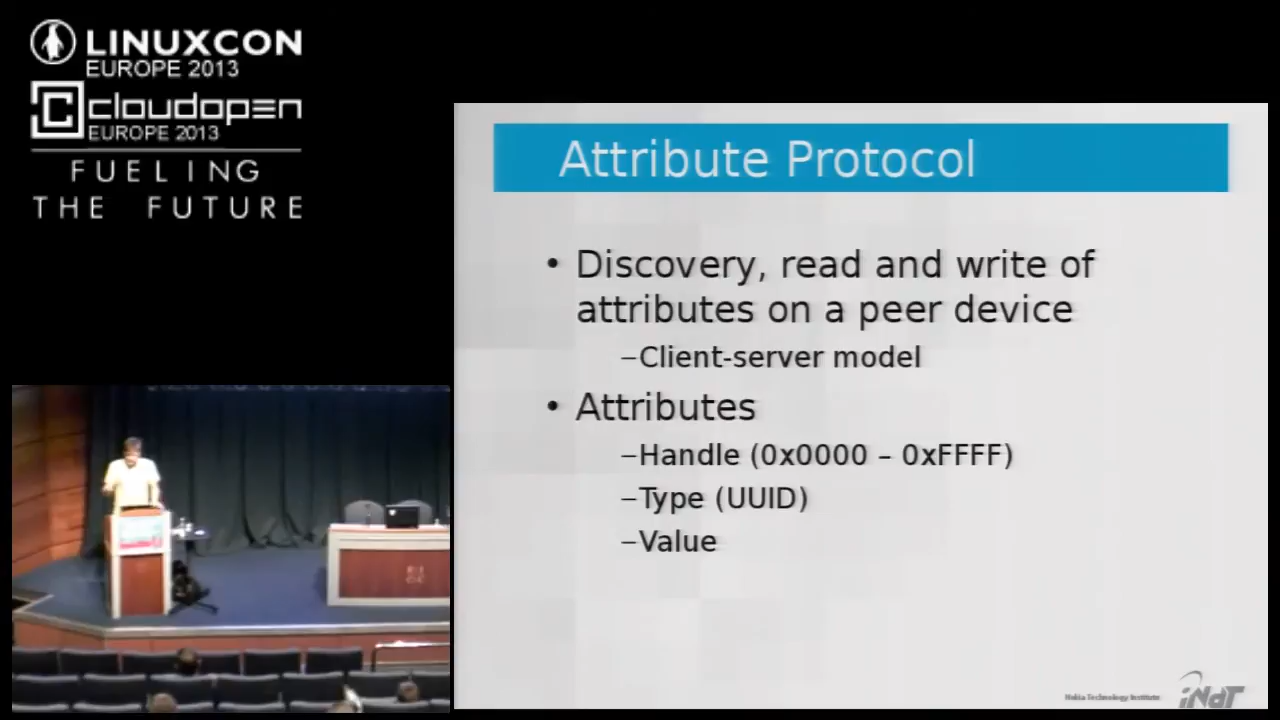 LINUXCON
EUROPE 2013
cloudopen
EUROPE 2013
FUELING
THE FUTURE
Attribute Protocol
• Discovery, read and write of
attributes on a peer device
–Client-server model
• Attributes
–Handle (0x0000 – 0xFFFF)
–Type (UUID)
–Value
Nokia Technology Institute
iNdT